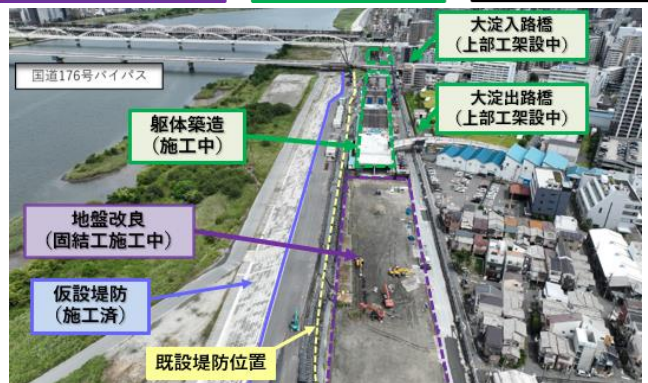 大淀入路橋
(上部工架設中)
国道176号バイパス
大淀出路橋
(上部工架設中)
躯体築造
(施工中)
地盤改良
(固結工施工中)
仮設堤防
(施工済)
既設堤防位置